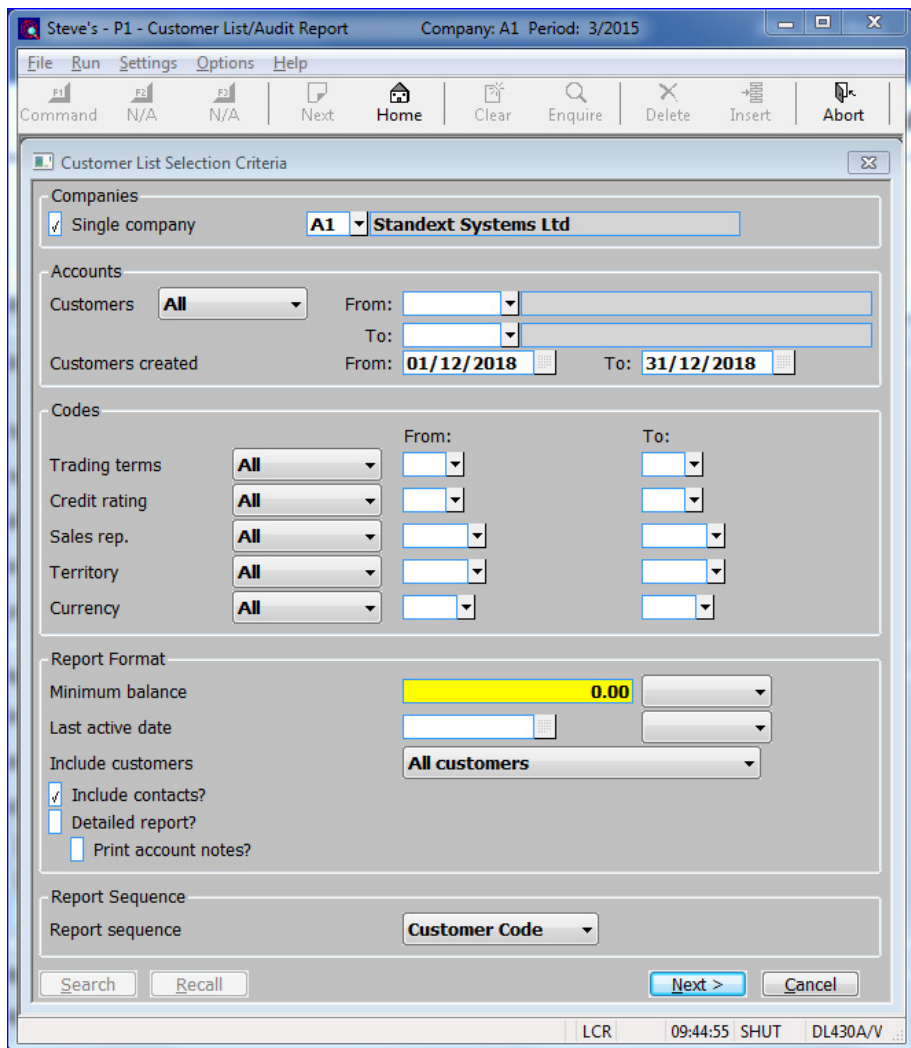 Steve's - P1 - Customer List/Audit Report Company: A1 Period: 3/2015
File Run Settings Options Help
F1 F2 F3
Command N/A N/A Next Home Clear Enquire Delete Insert Abort
Customer List Selection Criteria
Companies
Single company A1 Standext Systems Ltd
Accounts
Customers All From:
To:
Customers created From: 01/12/2018 To: 31/12/2018
Codes
From: To:
Trading terms All
Credit rating All
Sales rep. All
Territory All
Currency All
Report Format
Minimum balance 0.00
Last active date
Include customers All customers
Include contacts?
Detailed report?
Print account notes?
Report Sequence
Report sequence Customer Code
Search Recall Next > Cancel
LCR 09:44:55 SHUT DL430A/V